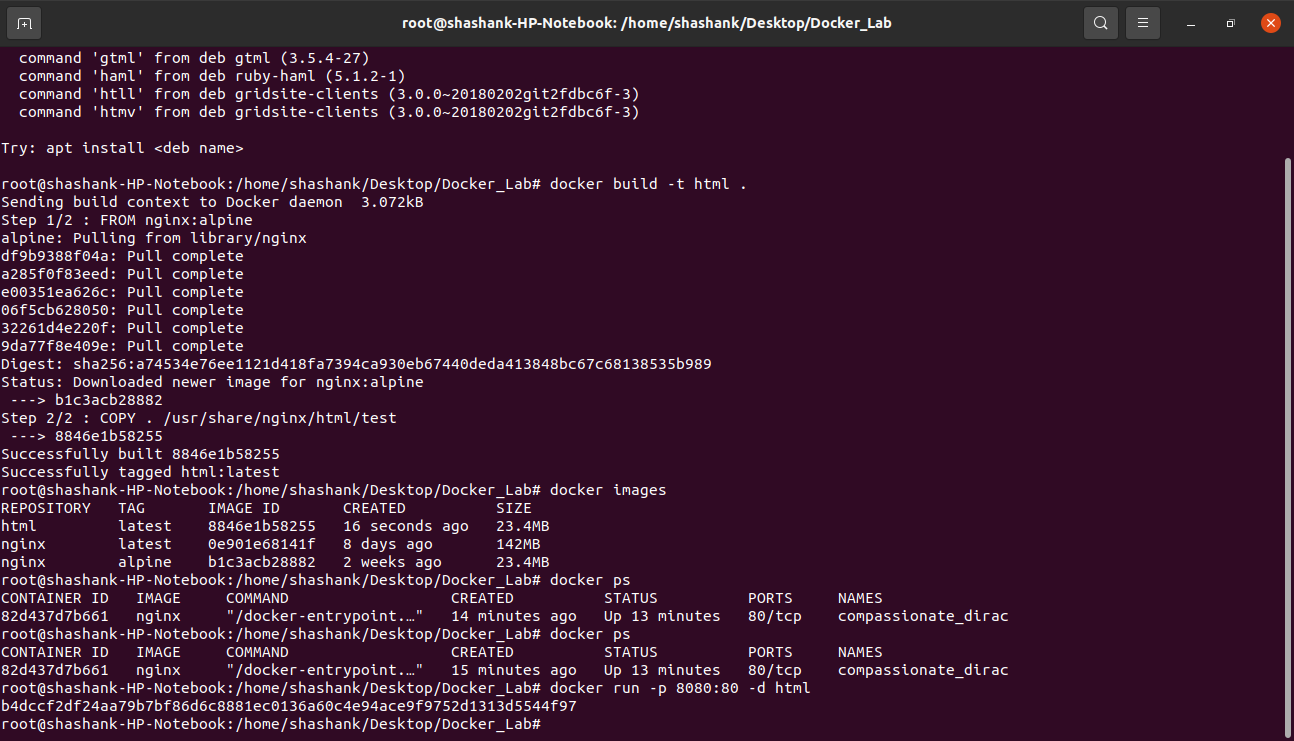 root@shashank-HP-Notebook: /home/shashank/Desktop/Docker_Lab
  command 'gtml' from deb gtml (3.5.4-27)
  command 'haml' from deb ruby-haml (5.1.2-1)
  command 'htll' from deb gridsite-clients (3.0.0~20180202git2fdbc6f-3)
  command 'htmv' from deb gridsite-clients (3.0.0~20180202git2fdbc6f-3)
Try: apt install <deb name>
root@shashank-HP-Notebook:/home/shashank/Desktop/Docker_Lab# docker build -t html .
Sending build context to Docker daemon  3.072kB
Step 1/2 : FROM nginx:alpine
alpine: Pulling from library/nginx
df9b9388f04a: Pull complete
a285f0f83eed: Pull complete
e00351ea626c: Pull complete
06f5cb628050: Pull complete
32261d4e220f: Pull complete
9da77f8e409e: Pull complete
Digest: sha256:a74534e76ee1121d418fa7394ca930eb67440deda413848bc67c68138535b989
Status: Downloaded newer image for nginx:alpine
 ---> b1c3acb28882
Step 2/2 : COPY . /usr/share/nginx/html/test
 ---> 8846e1b58255
Successfully built 8846e1b58255
Successfully tagged html:latest
root@shashank-HP-Notebook:/home/shashank/Desktop/Docker_Lab# docker images
REPOSITORY   TAG       IMAGE ID       CREATED          SIZE
html         latest    8846e1b58255   16 seconds ago   23.4MB
nginx        latest    0e901e68141f   8 days ago       142MB
nginx        alpine    b1c3acb28882   2 weeks ago      23.4MB
root@shashank-HP-Notebook:/home/shashank/Desktop/Docker_Lab# docker ps
CONTAINER ID   IMAGE     COMMAND                  CREATED          STATUS          PORTS     NAMES
82d437d7b661   nginx     "/docker-entrypoint.…"   14 minutes ago   Up 13 minutes   80/tcp    compassionate_dirac
root@shashank-HP-Notebook:/home/shashank/Desktop/Docker_Lab# docker ps
CONTAINER ID   IMAGE     COMMAND                  CREATED          STATUS          PORTS     NAMES
82d437d7b661   nginx     "/docker-entrypoint.…"   15 minutes ago   Up 13 minutes   80/tcp    compassionate_dirac
root@shashank-HP-Notebook:/home/shashank/Desktop/Docker_Lab# docker run -p 8080:80 -d html
b4dccf2df24aa79b7bf86d6c8881ec0136a60c4e94ace9f9752d1313d5544f97
root@shashank-HP-Notebook:/home/shashank/Desktop/Docker_Lab#